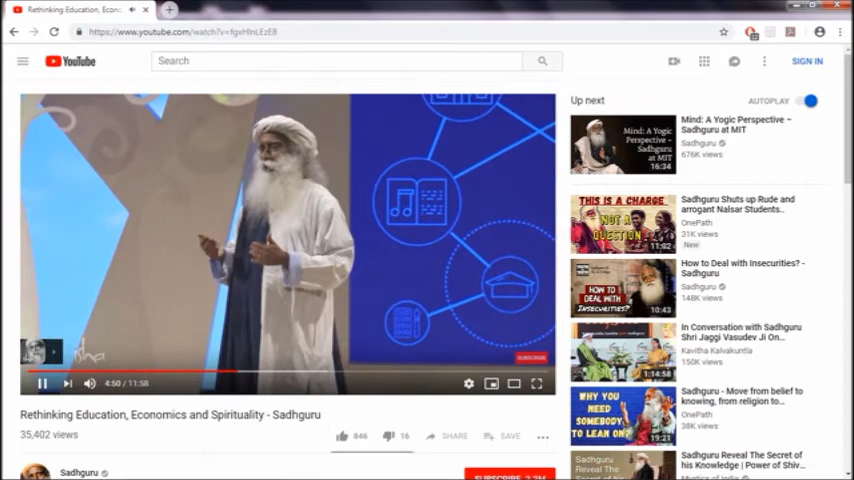 Rethinking Education, Econo
https://www.youtube.com/watch?v=fgxHlnLEzE8
YouTube
Search
SIGN IN
Up next
AUTOPLAY
Mind: A Yogic
Perspective –
Sadhguru
at MIT
16:34
Mind: A Yogic Perspective –
Sadhguru at MIT
Sadhguru
676K views
THIS IS A CHARGE
NOT A
QUESTION
11:02
Sadhguru Shuts up Rude and
arrogant Nalsar Students..
OnePath
31K views
New
HOW TO
DEAL WITH
INSECURITIES?
10:43
How to Deal with Insecurities? -
Sadhguru
Sadhguru
148K views
1:14:58
In Conversation with Sadhguru
Shri Jaggi Vasudev Ji On...
Kavitha Kalvakuntla
150K views
WHY YOU
NEED
SOMEBODY
TO LEAN ON?
19:21
Sadhguru - Move from belief to
knowing, from religion to...
OnePath
38K views
Sadhguru
Reveal The
Secret of
Sadhguru Reveal The Secret of
his Knowledge | Power of Shiv...
SUBSCRIBE
4:50 / 11:58
Rethinking Education, Economics and Spirituality - Sadhguru
35,402 views
846
16
SHARE
SAVE
Sadhguru
SUBSCRIBE 2.7M